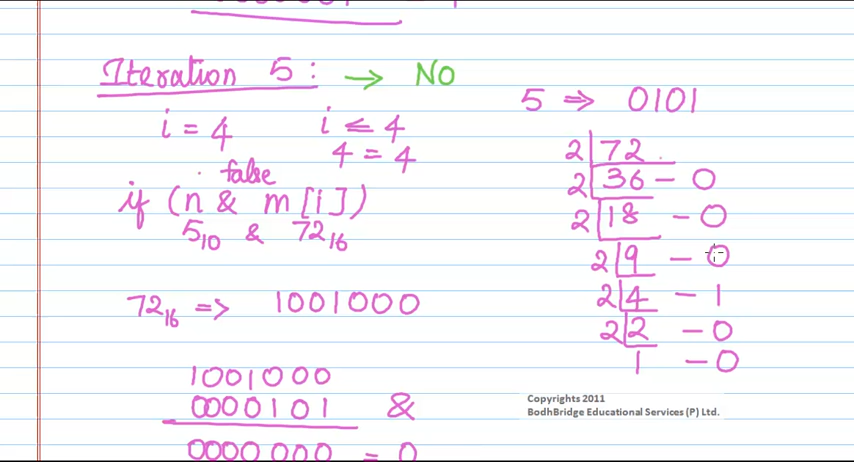 Iteration 5 : → NO
i = 4 i <= 4
4 = 4
false
if (n & m [i])
5₁₀ & 72₁₆
72₁₆ => 1001000
1001000
0000101 &
0000000 = 0
5 => 0101
2 | 72
2 | 36 - 0
2 | 18 - 0
2 | 9 - 0
2 | 4 - 1
2 | 2 - 0
1 - 0
Copyrights 2011
BodhBridge Educational Services (P) Ltd.